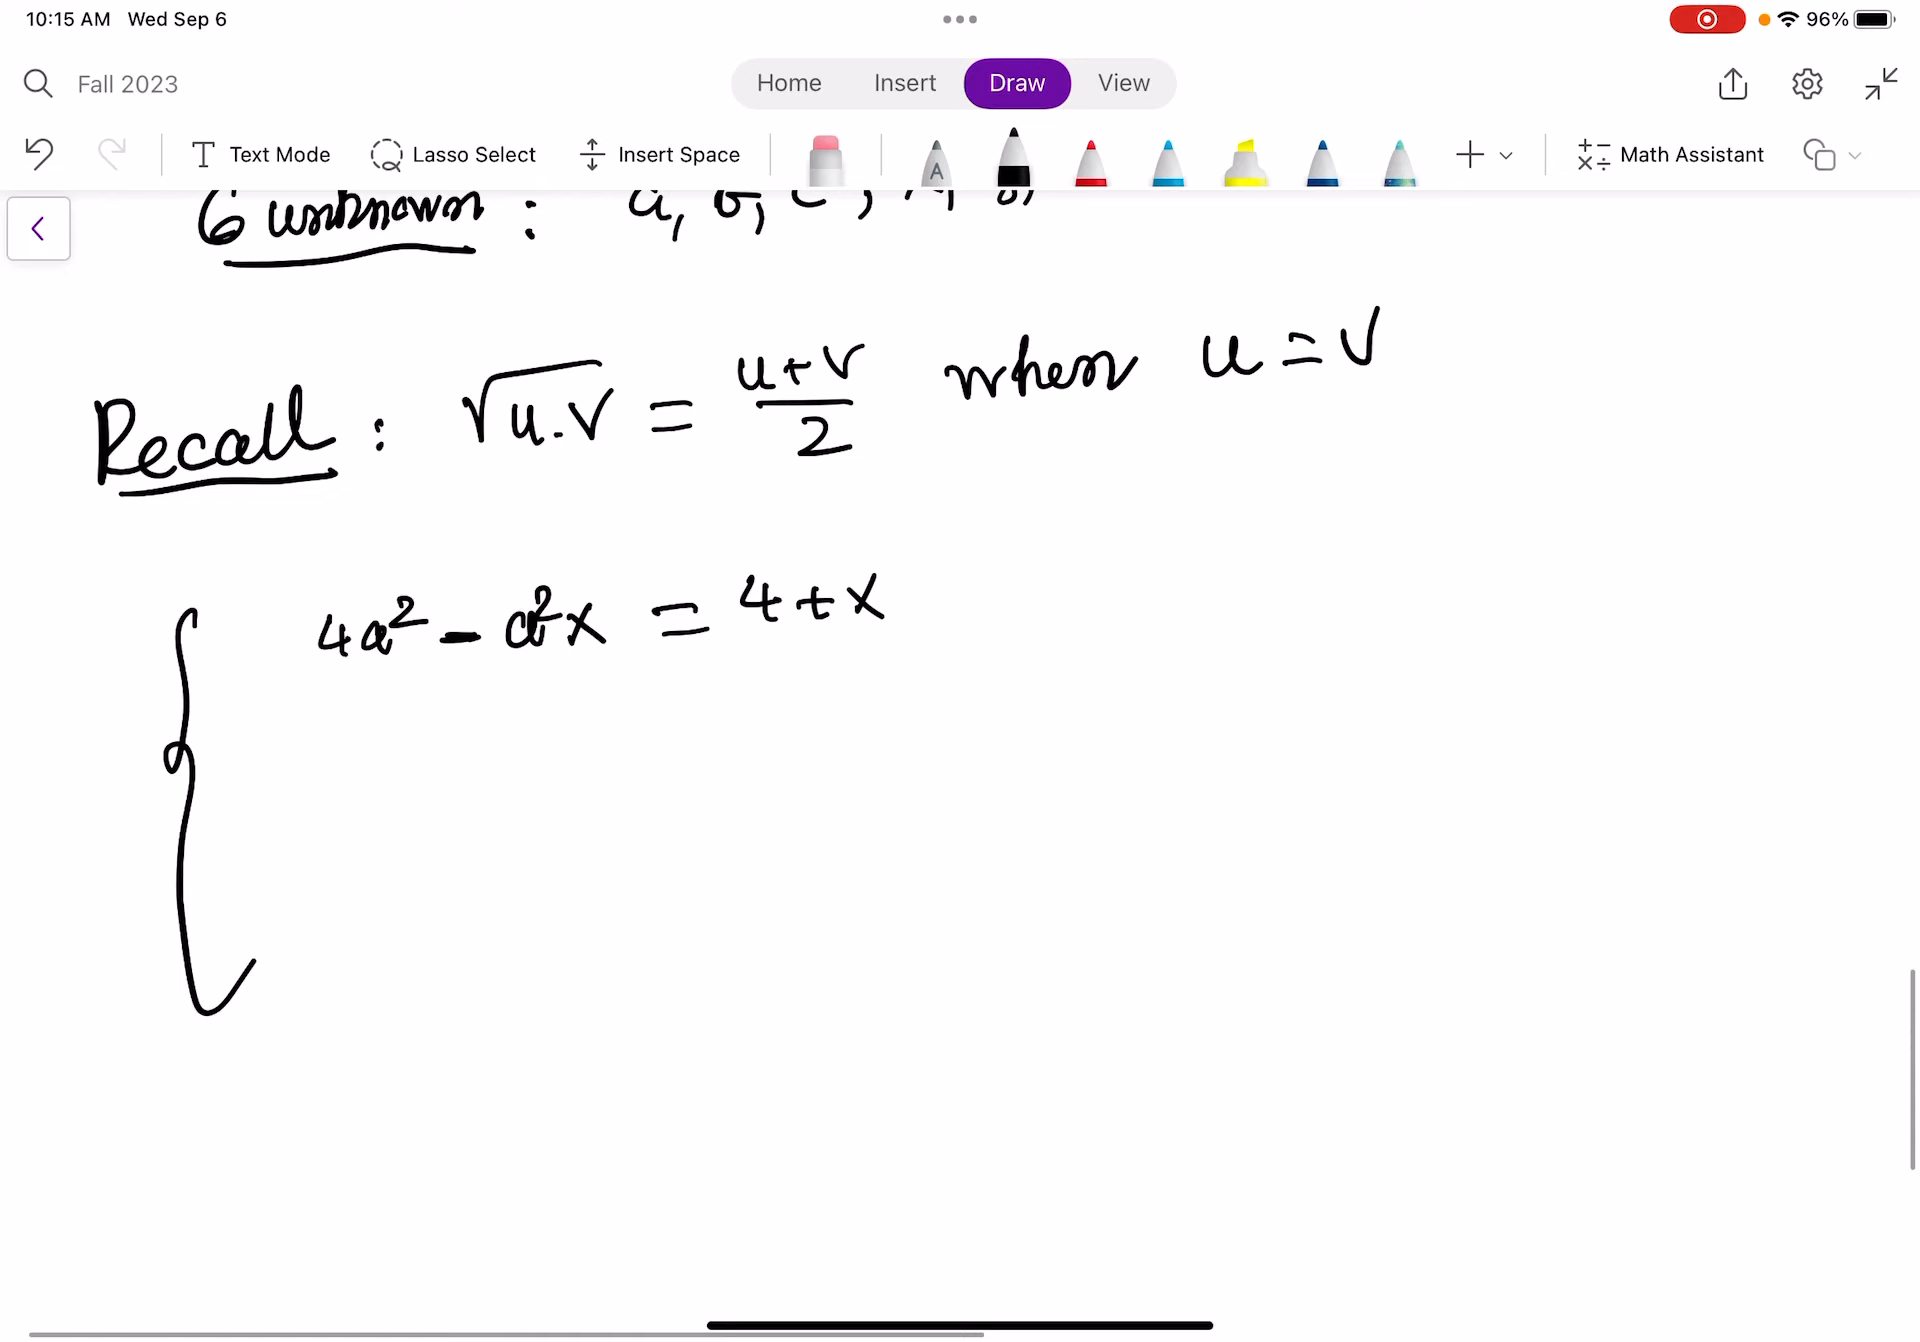 10:15 AM Wed Sep 6 96%
Fall 2023 Home Insert Draw View
T Text Mode Lasso Select Insert Space A Math Assistant
6 unknown : a, b, c,
Recall : √u.v = (u+v)/2 when u = v
4a² - a²x = 4+x